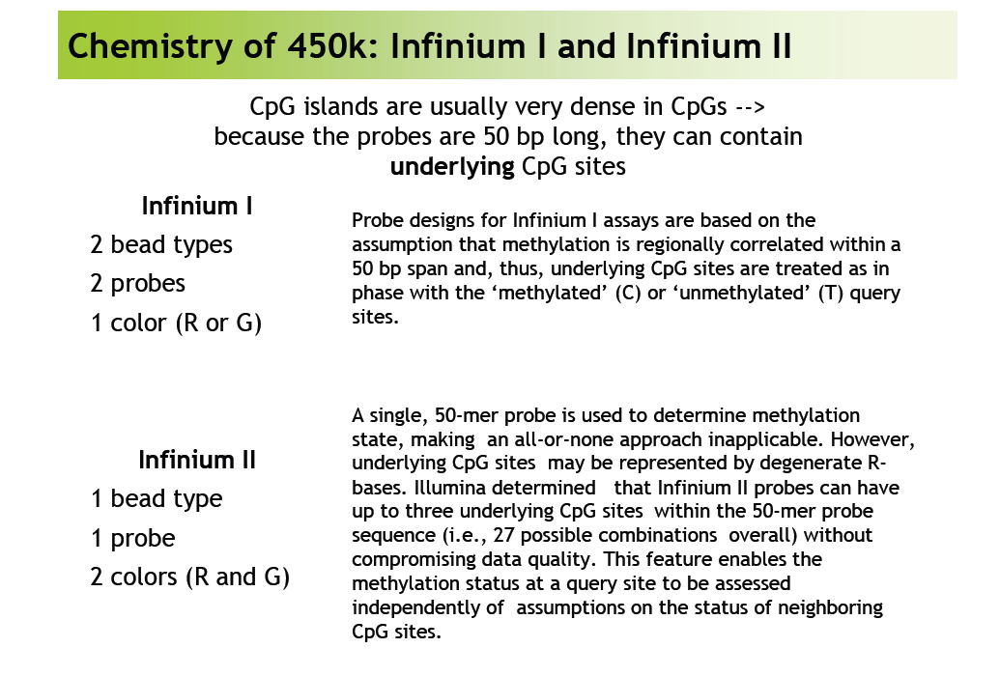 Chemistry of 450k: Infinium I and Infinium II
CpG islands are usually very dense in CpGs -->
because the probes are 50 bp long, they can contain
underlying CpG sites
Infinium I
2 bead types
2 probes
1 color (R or G)
Probe designs for Infinium I assays are based on the
assumption that methylation is regionally correlated within a
50 bp span and, thus, underlying CpG sites are treated as in
phase with the ‘methylated’ (C) or ‘unmethylated’ (T) query
sites.
Infinium II
1 bead type
1 probe
2 colors (R and G)
A single, 50-mer probe is used to determine methylation
state, making  an all-or-none approach inapplicable. However,
underlying CpG sites  may be represented by degenerate R-
bases. Illumina determined   that Infinium II probes can have
up to three underlying CpG sites  within the 50-mer probe
sequence (i.e., 27 possible combinations  overall) without
compromising data quality. This feature enables the
methylation status at a query site to be assessed
independently of  assumptions on the status of neighboring
CpG sites.